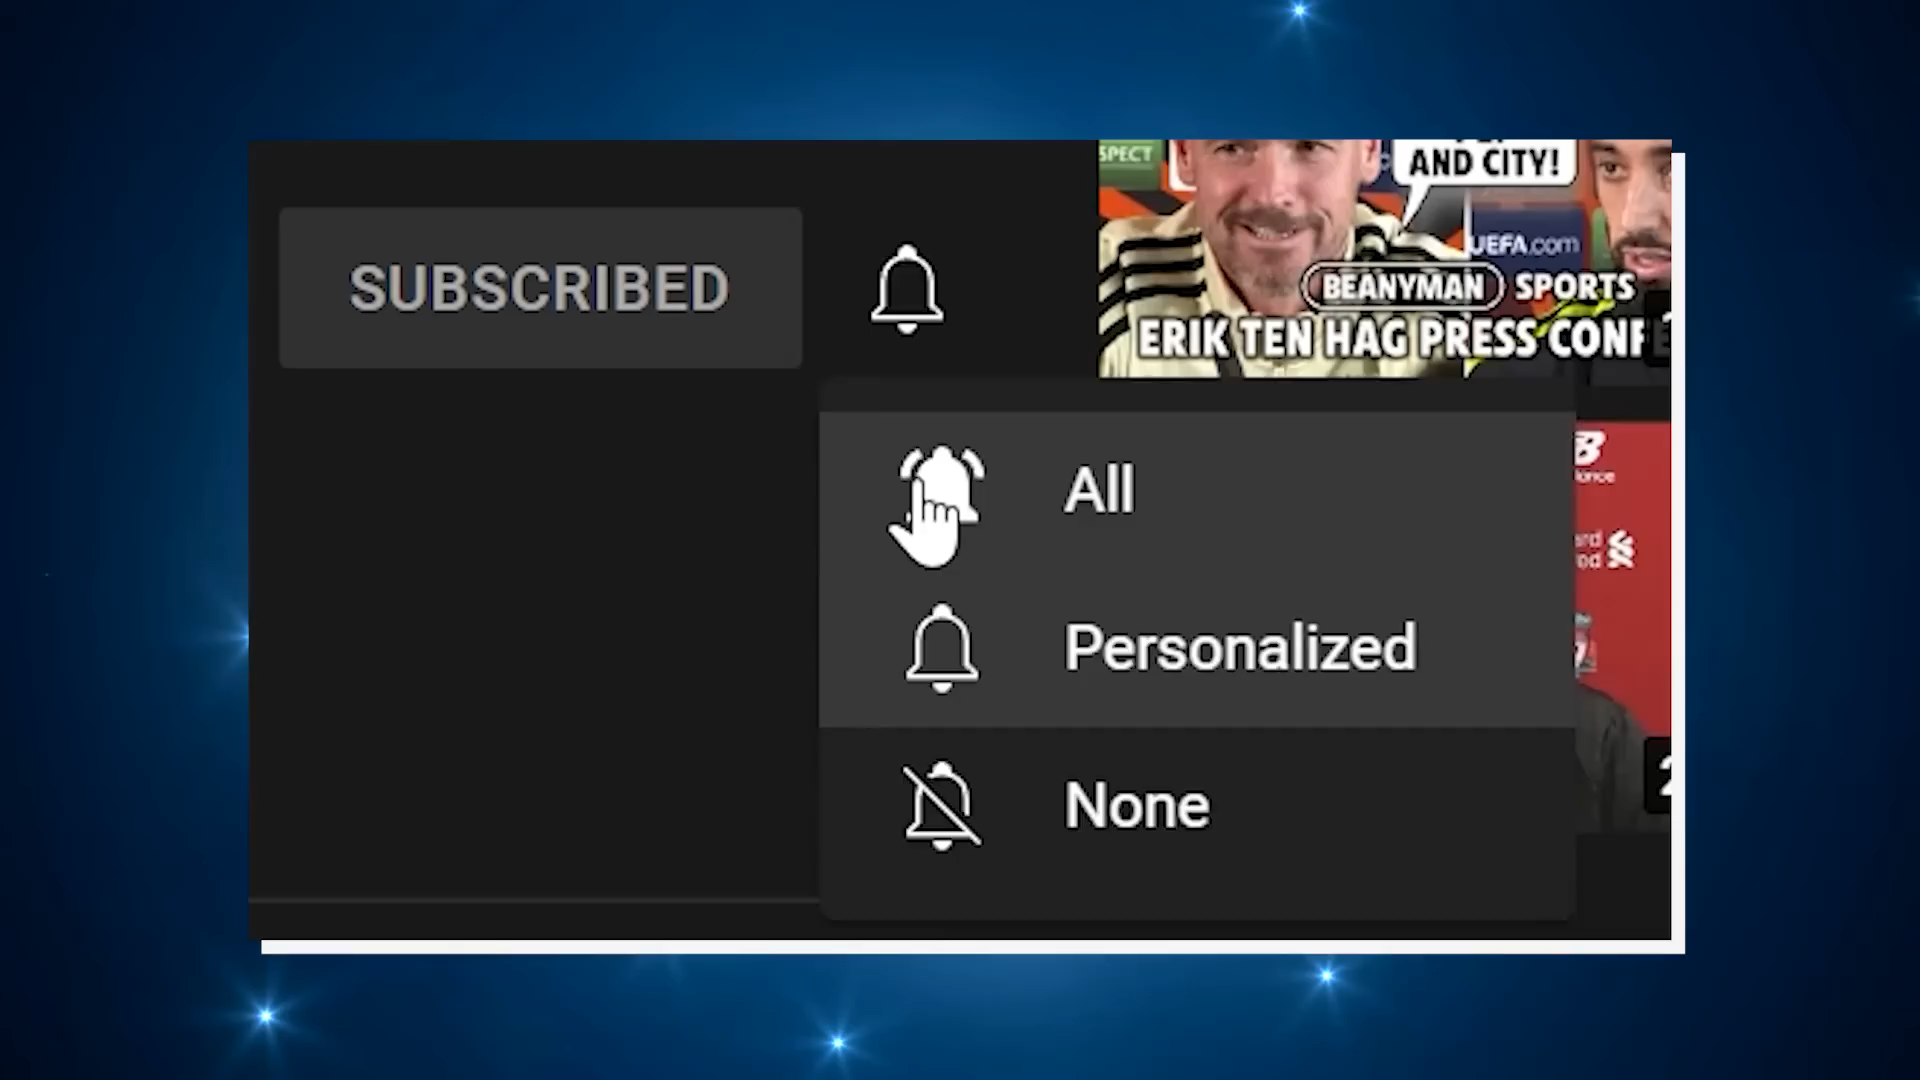 SPECT
AND CITY!
UEFA.com
BEANYMAN SPORTS
ERIK TEN HAG PRESS CONF
SUBSCRIBED
All
Personalized
None